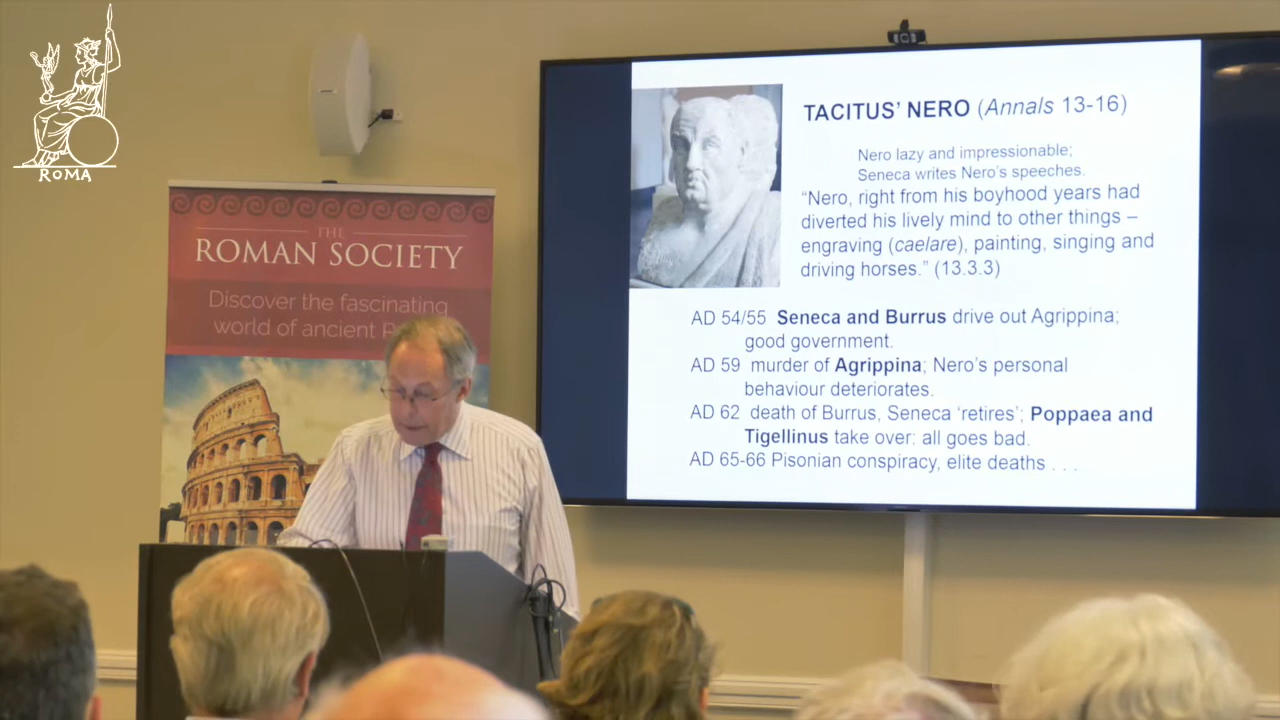 ROMA
THE
ROMAN SOCIETY
Discover the fascinating
world of ancient
TACITUS' NERO (Annals 13-16)
Nero lazy and impressionable;
Seneca writes Nero's speeches.
“Nero, right from his boyhood years had
diverted his lively mind to other things –
engraving (caelare), painting, singing and
driving horses.” (13.3.3)
AD 54/55 Seneca and Burrus drive out Agrippina;
good government.
AD 59 murder of Agrippina; Nero's personal
behaviour deteriorates.
AD 62 death of Burrus, Seneca 'retires'; Poppaea and
Tigellinus take over: all goes bad.
AD 65-66 Pisonian conspiracy, elite deaths . . .